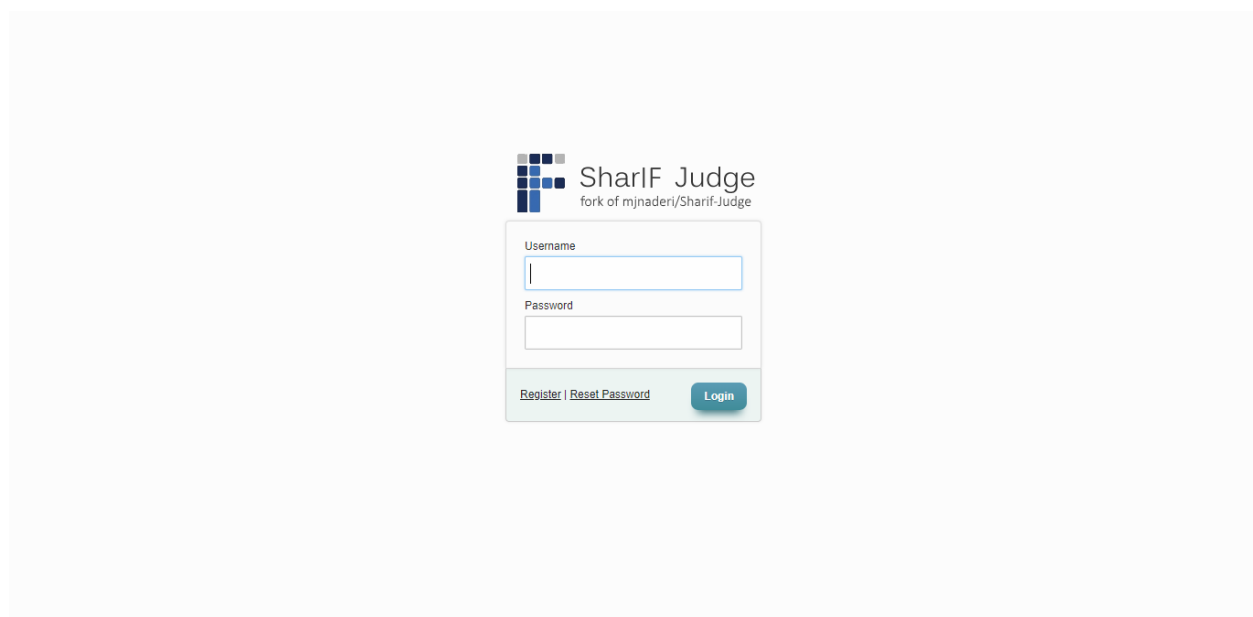 SharIF Judge
fork of mjnaderi/Sharif-Judge
Username
Password
Register | Reset Password
Login